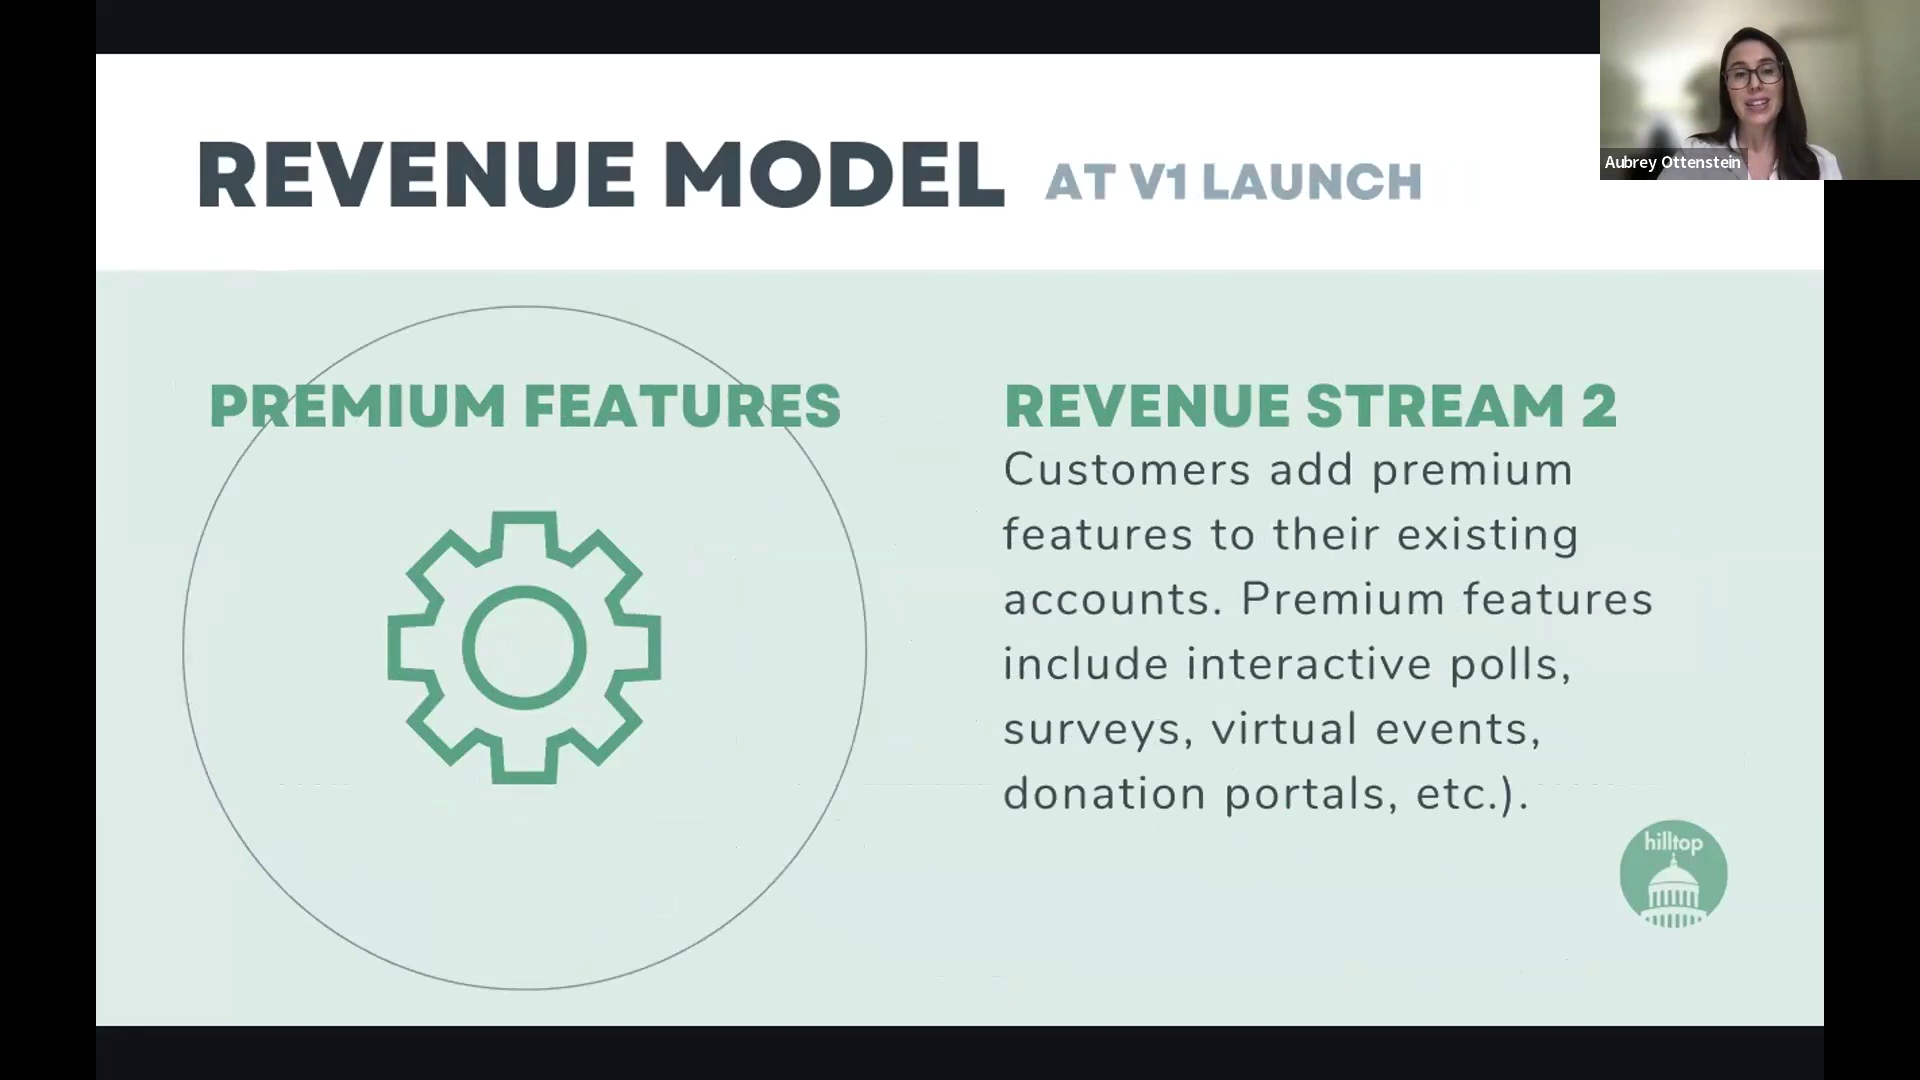 REVENUE MODEL AT V1 LAUNCH
Aubrey Ottenstein
PREMIUM FEATURES
REVENUE STREAM 2
Customers add premium
features to their existing
accounts. Premium features
include interactive polls,
surveys, virtual events,
donation portals, etc.).
hilltop